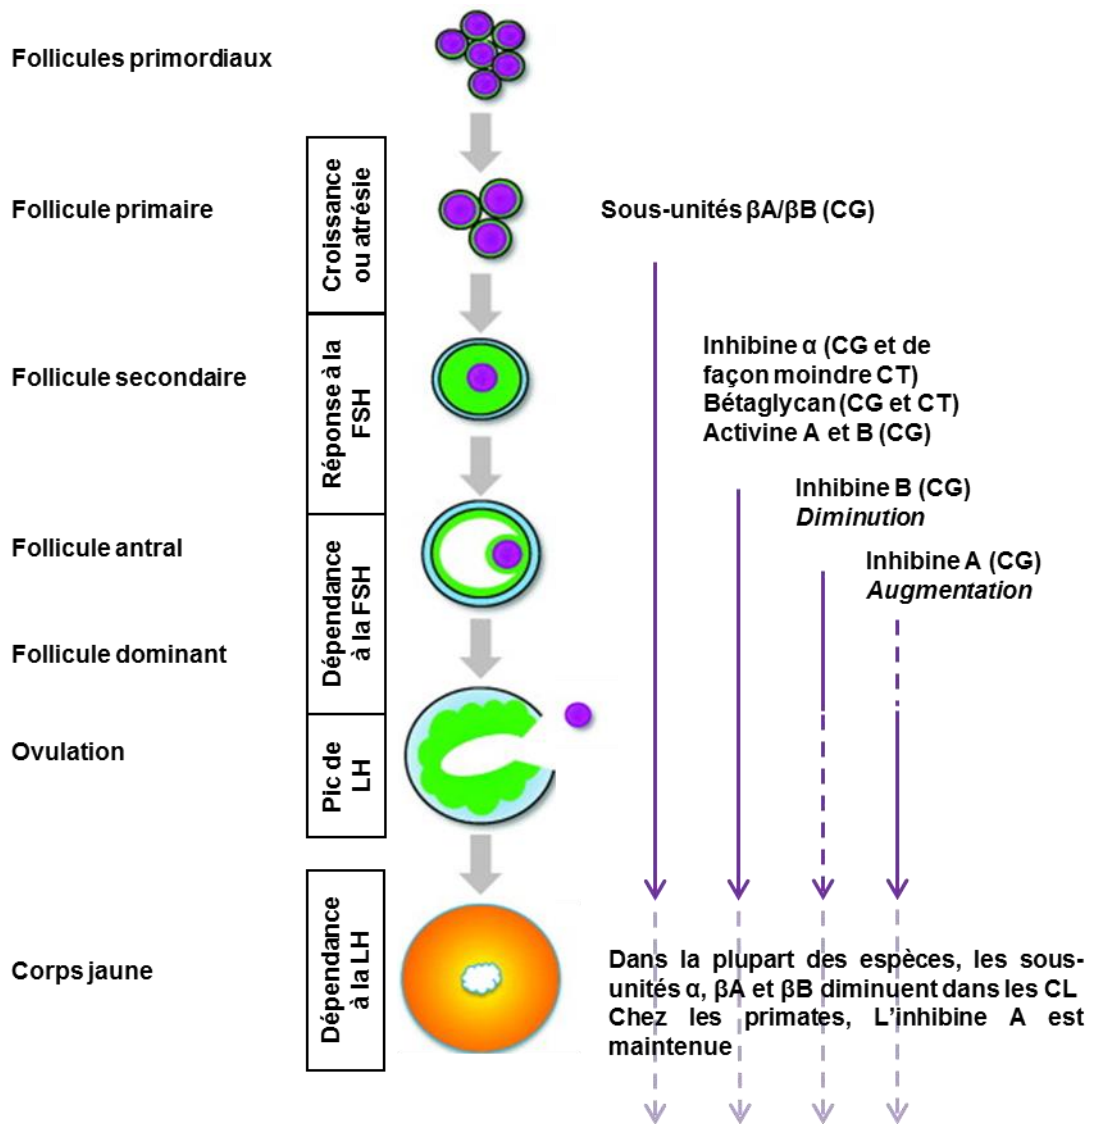 Follicules primordiaux
Croissance
ou atrésie
Follicule primaire
Sous-unités βA/βB (CG)
Réponse à la
FSH
Follicule secondaire
Inhibine α (CG et de
façon moindre CT)
Bétaglycan (CG et CT)
Activine A et B (CG)
Inhibine B (CG)
Diminution
Dépendance
à la FSH
Follicule antral
Inhibine A (CG)
Augmentation
Follicule dominant
Pic de
LH
Ovulation
Dépendance
à la LH
Corps jaune
Dans la plupart des espèces, les sous-
unités α, βA et βB diminuent dans les CL
Chez les primates, L’inhibine A est
maintenue